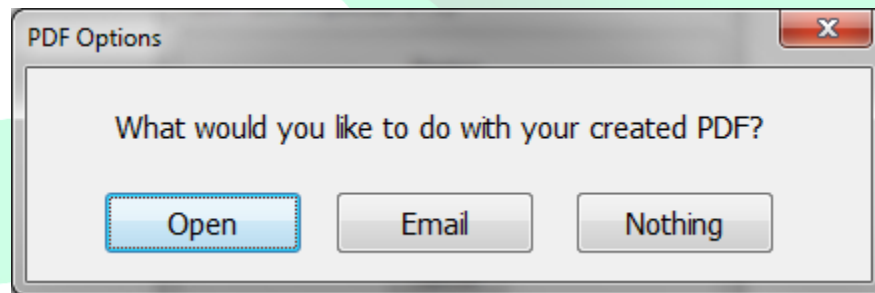 PDF Options
What would you like to do with your created PDF?
Open Email Nothing